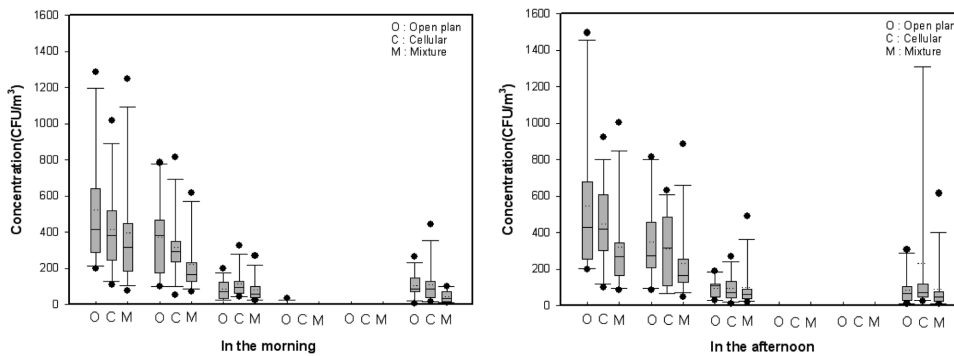 1600
1400
1200
1000
800
600
400
200
0
Concentration(CFU/m³)
O : Open plan
C : Cellular
M : Mixture
O C M O C M O C M O C M O C M O C M
In the morning
1600
1400
1200
1000
800
600
400
200
0
Concentration(CFU/m³)
O : Open plan
C : Cellular
M : Mixture
O C M O C M O C M O C M O C M O C M
In the afternoon